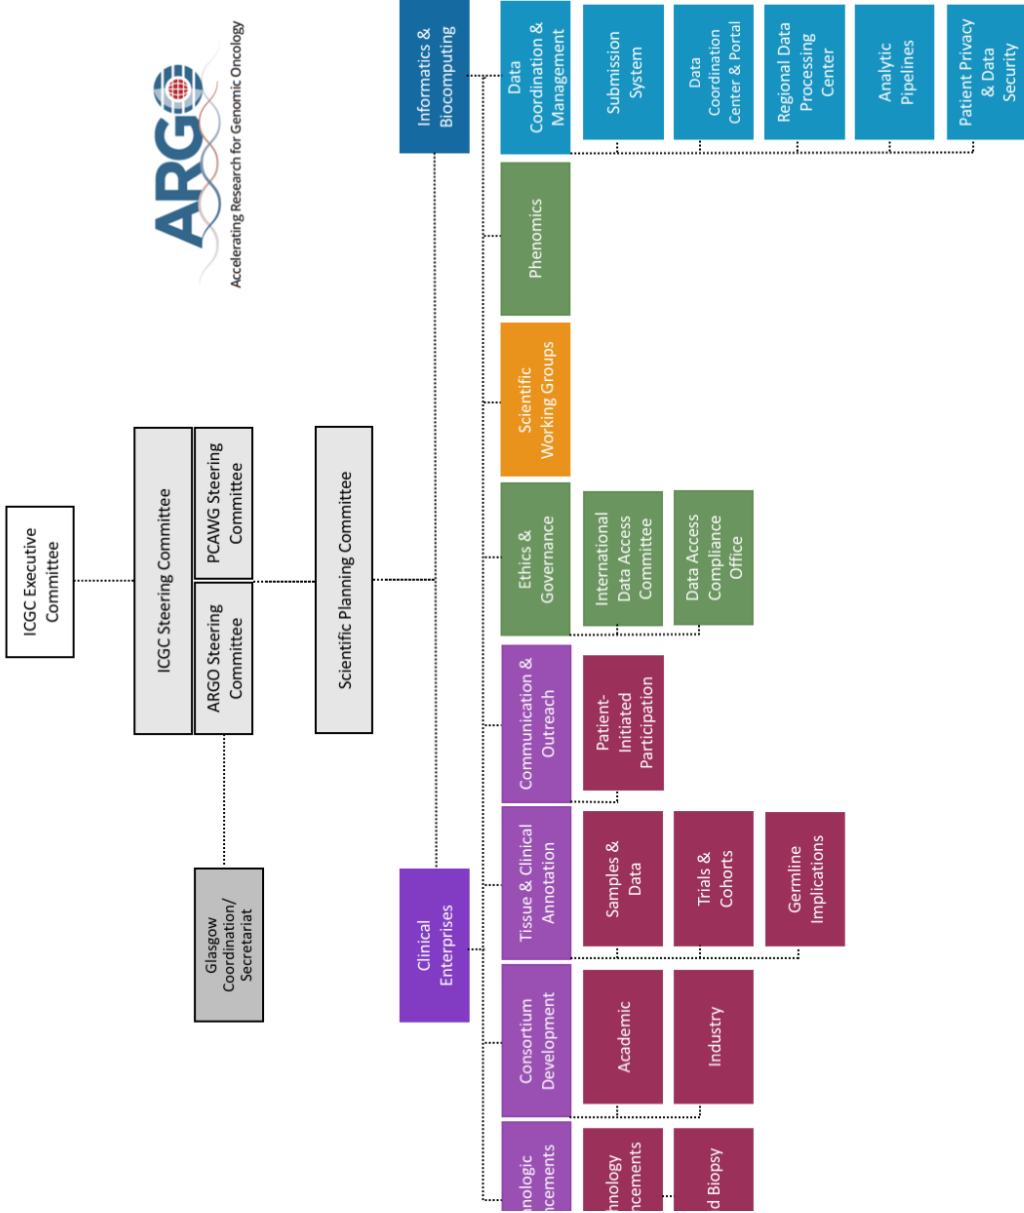 ICGC Executive
Committee
ICGC Steering Committee
ARGO Steering
Committee
PCAWG Steering
Committee
ARGO
Accelerating Research for Genomic Oncology
Glasgow
Coordination/
Secretariat
Scientific Planning Committee
Clinical
Enterprises
Informatics &
Biocomputing
Consortium
Development
Tissue & Clinical
Annotation
Communication &
Outreach
Ethics &
Governance
Scientific
Working Groups
Phenomics
Data
Coordination &
Management
Academic
Samples &
Data
Patient-
Initiated
Participation
International
Data Access
Committee
Submission
System
Biopsy
Industry
Trials &
Cohorts
Data Access
Compliance
Office
Data
Coordination
Center & Portal
Germline
Implications
Regional Data
Processing
Center
Analytic
Pipelines
Patient Privacy
& Data
Security